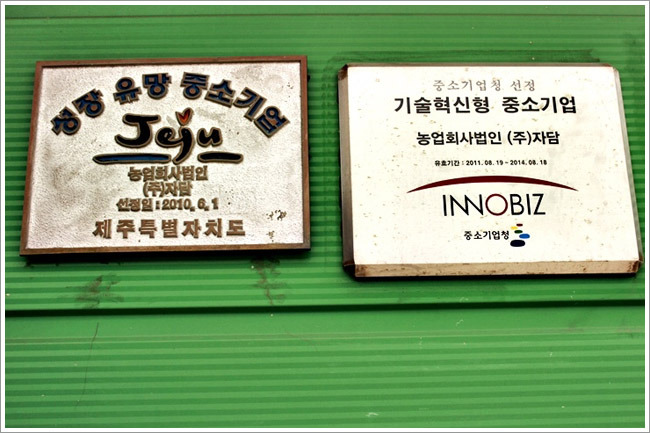 성장 유망 중소기업
Jeju
농업회사법인
(주)자담
선정일 : 2010. 6. 1
제주특별자치도
중소기업청 선정
기술혁신형 중소기업
농업회사법인 (주)자담
유효기간 : 2011. 08. 19 ~ 2014. 08. 18
INNOBIZ
중소기업청